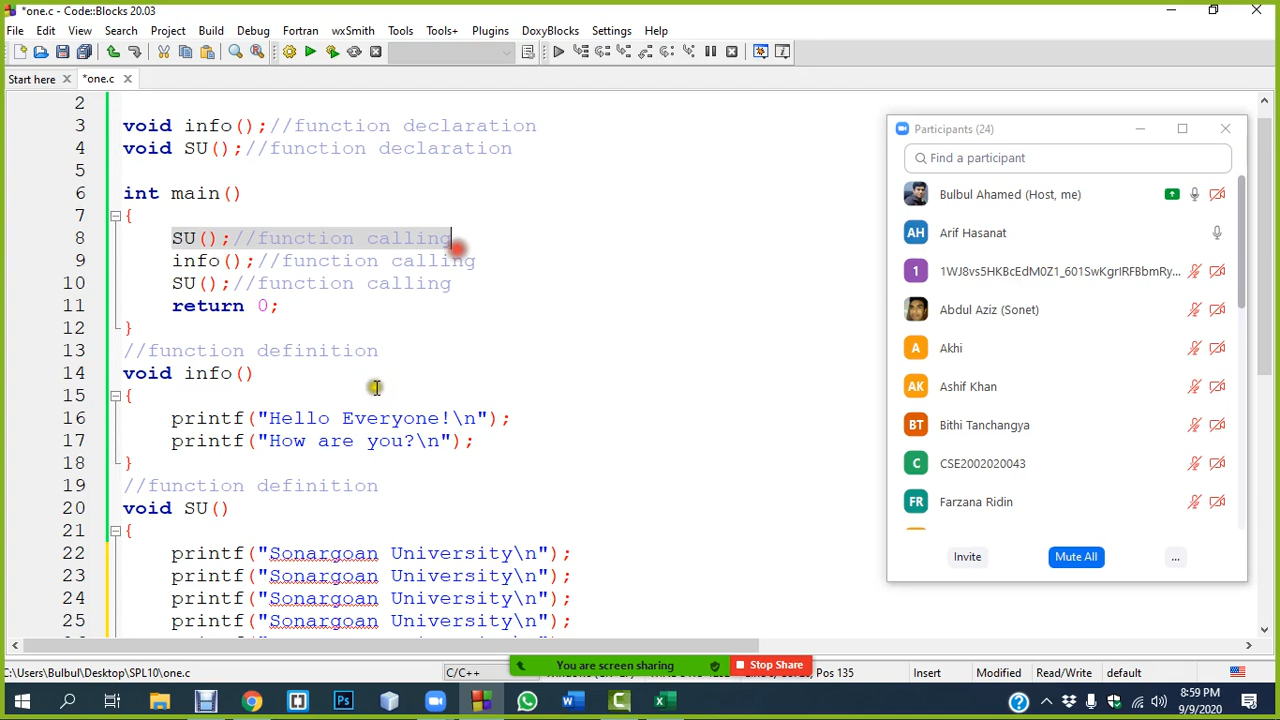 *one.c - Code::Blocks 20.03
File Edit View Search Project Build Debug Fortran wxSmith Tools Tools+ Plugins DoxyBlocks Settings Help
Start here *one.c
2
3 void info();//function declaration
4 void SU();//function declaration
5
6 int main()
7 {
8 SU();//function calling
9 info();//function calling
10 SU();//function calling
11 return 0;
12 }
13 //function definition
14 void info()
15 {
16 printf("Hello Everyone!\n");
17 printf("How are you?\n");
18 }
19 //function definition
20 void SU()
21 {
22 printf("Sonargoan University\n");
23 printf("Sonargoan University\n");
24 printf("Sonargoan University\n");
25 printf("Sonargoan University\n");
Participants (24)
Find a participant
Bulbul Ahamed (Host, me)
AH Arif Hasanat
1 1WJ8vs5HKBcEdM0Z1_601SwKgrIRFBbmRy...
Abdul Aziz (Sonet)
A Akhi
AK Ashif Khan
BT Bithi Tanchangya
C CSE2002020043
FR Farzana Ridin
Invite Mute All ...
C:\Users\Bulbul\Desktop\SPL10\one.c C/C++ Pos 135 Insert Modified Read/Write default
You are screen sharing Stop Share
8:59 PM
9/9/2020